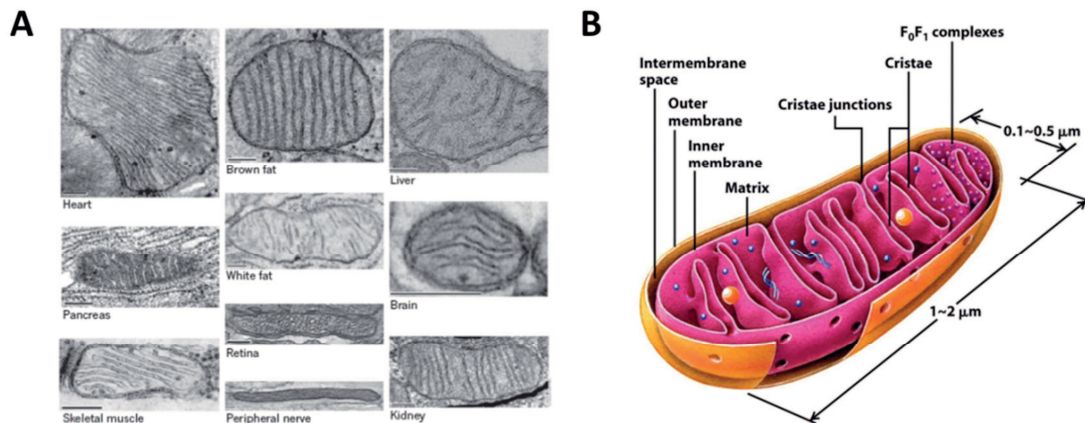 A
Heart
Brown fat
Liver
Pancreas
White fat
Brain
Retina
Skeletal muscle
Peripheral nerve
Kidney
B
F₀F₁ complexes
Intermembrane
space
Cristae
Outer
membrane
Cristae junctions
0.1~0.5 μm
Inner
membrane
Matrix
1~2 μm